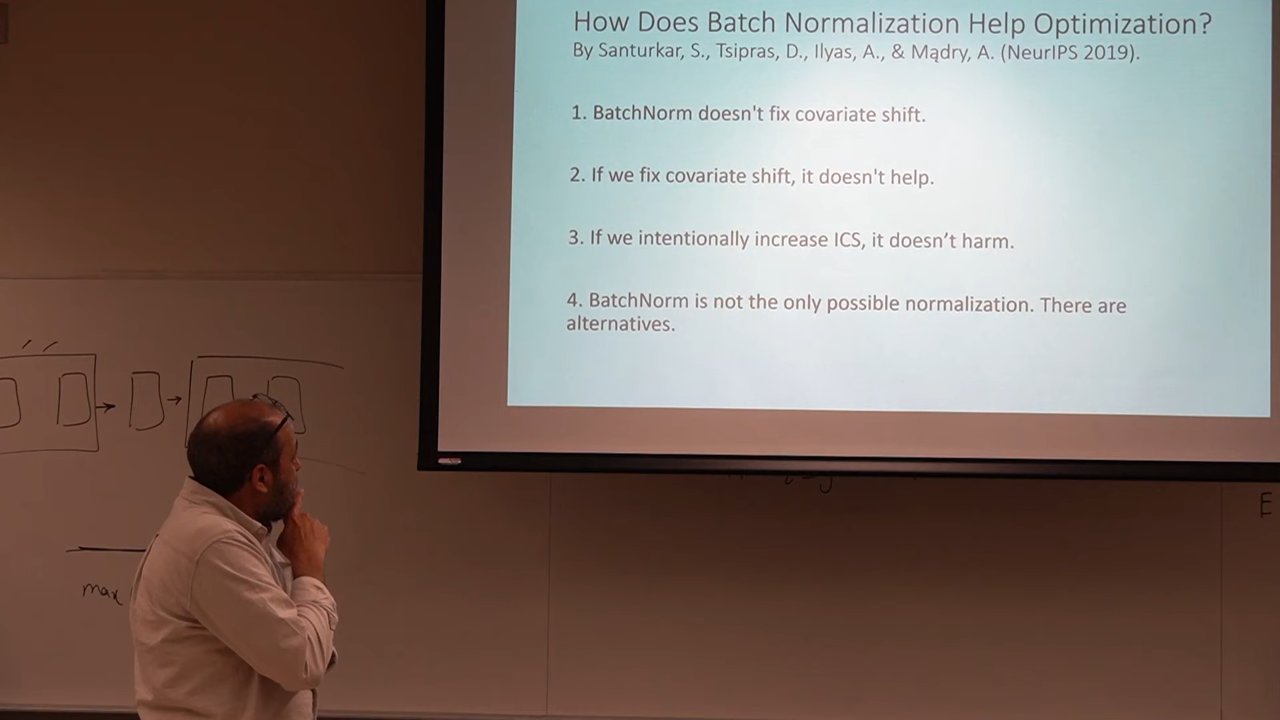 How Does Batch Normalization Help Optimization?
By Santurkar, S., Tsipras, D., Ilyas, A., & Mądry, A. (NeurIPS 2019).
1. BatchNorm doesn't fix covariate shift.
2. If we fix covariate shift, it doesn't help.
3. If we intentionally increase ICS, it doesn’t harm.
4. BatchNorm is not the only possible normalization. There are
alternatives.
max
E